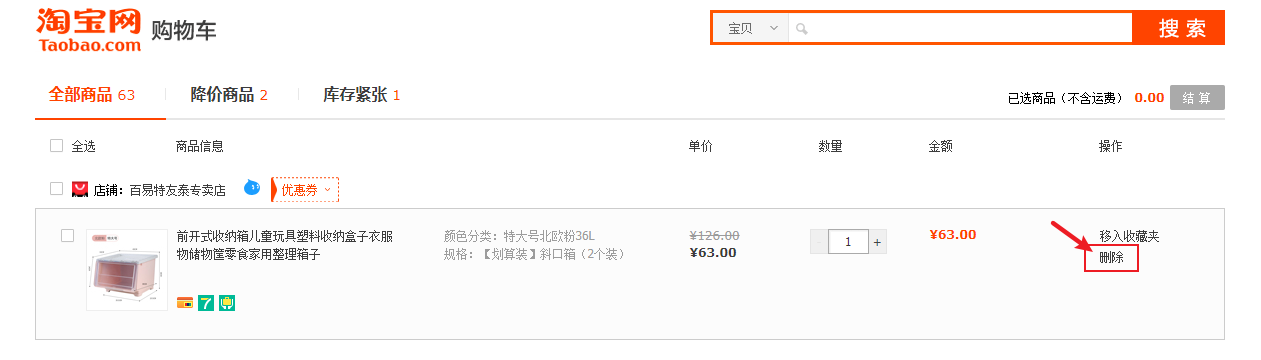 淘宝网 购物车
Taobao.com
宝贝
搜 索
全部商品 63
降价商品 2
库存紧张 1
已选商品（不含运费） 0.00 结 算
全选 商品信息 单价 数量 金额 操作
店铺：百易特友泰专卖店 优惠券
前开式收纳箱儿童玩具塑料收纳盒子衣服
物储物筐零食家用整理箱子
颜色分类：特大号北欧粉36L
规格：【划算装】斜口箱（2个装）
¥126.00
¥63.00
- 1 +
¥63.00
移入收藏夹
删除
7